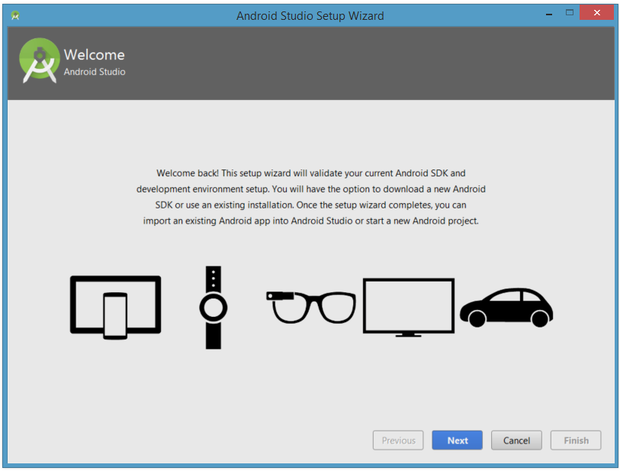 Android Studio Setup Wizard
Welcome
Android Studio
Welcome back! This setup wizard will validate your current Android SDK and
development environment setup. You will have the option to download a new Android
SDK or use an existing installation. Once the setup wizard completes, you can
import an existing Android app into Android Studio or start a new Android project.
Previous Next Cancel Finish